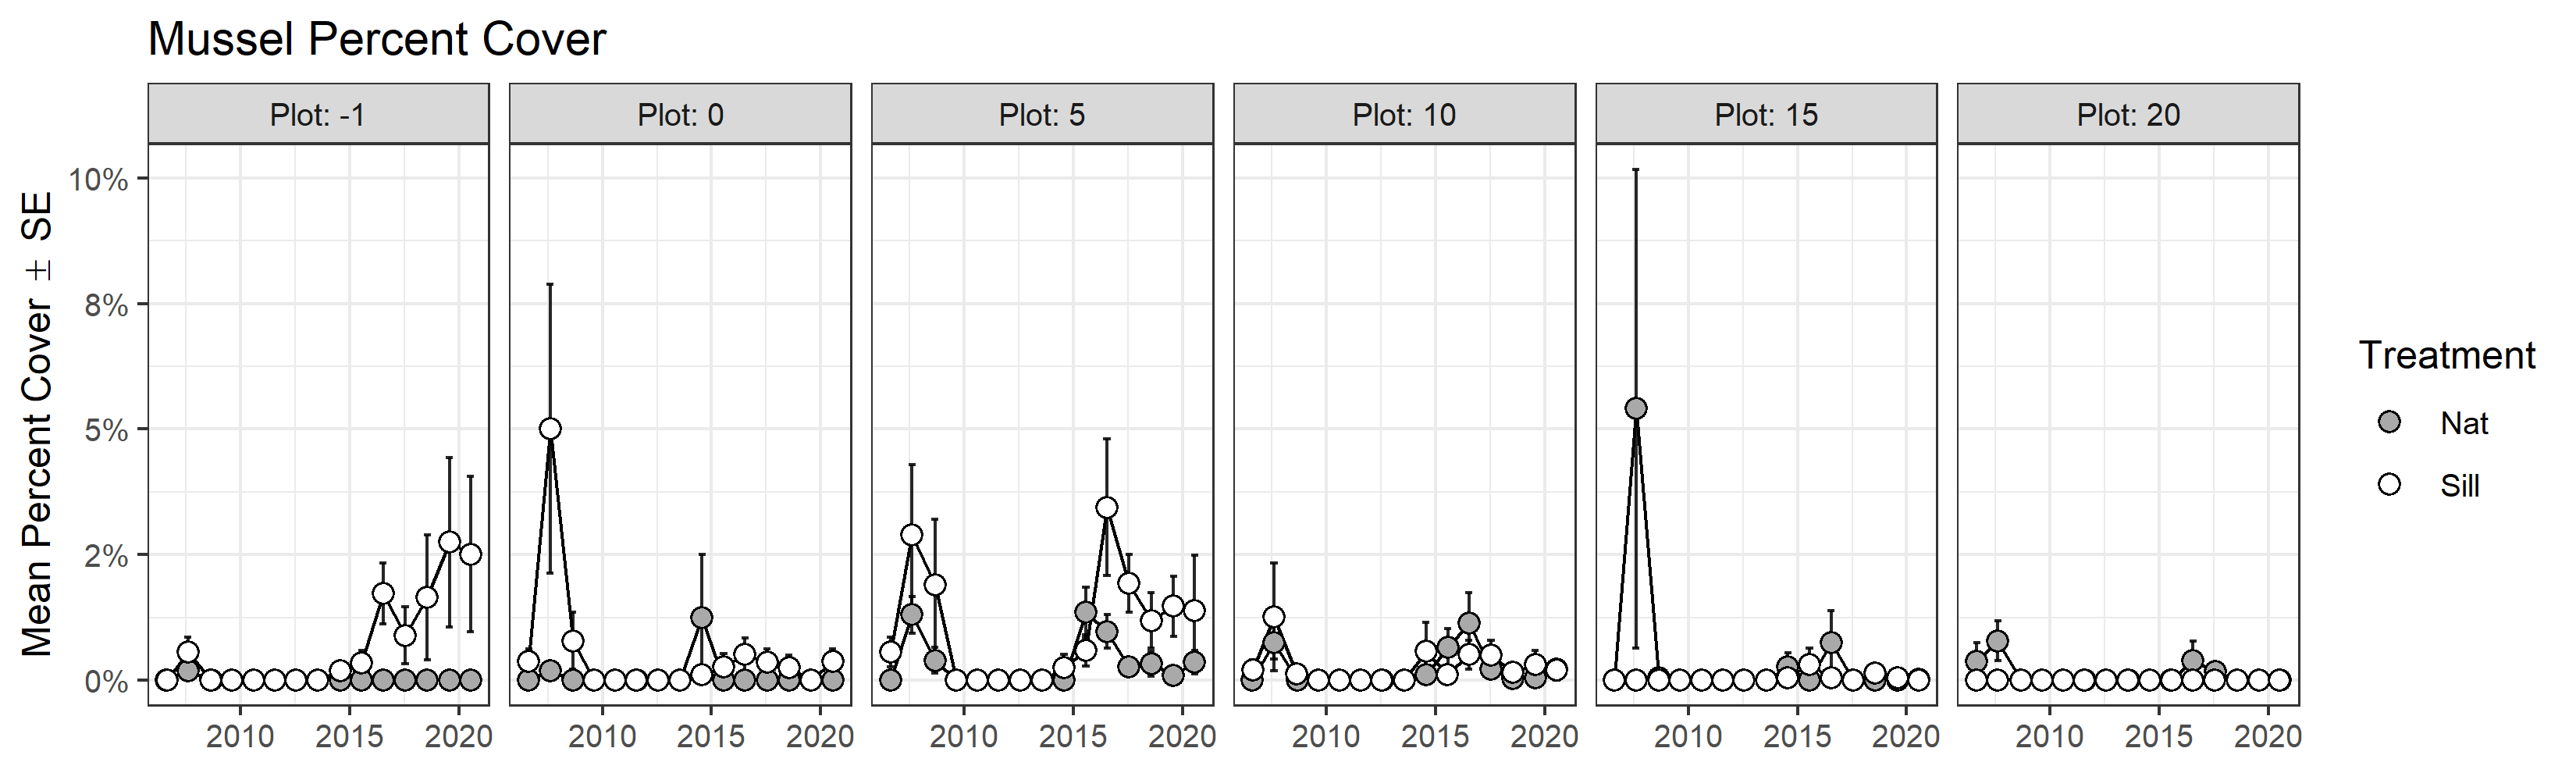 Mussel Percent Cover
Plot: -1
Plot: 0
Plot: 5
Plot: 10
Plot: 15
Plot: 20
Mean Percent Cover ± SE
10%
8%
5%
2%
0%
2010 2015 2020
2010 2015 2020
2010 2015 2020
2010 2015 2020
2010 2015 2020
2010 2015 2020
Treatment
Nat
Sill